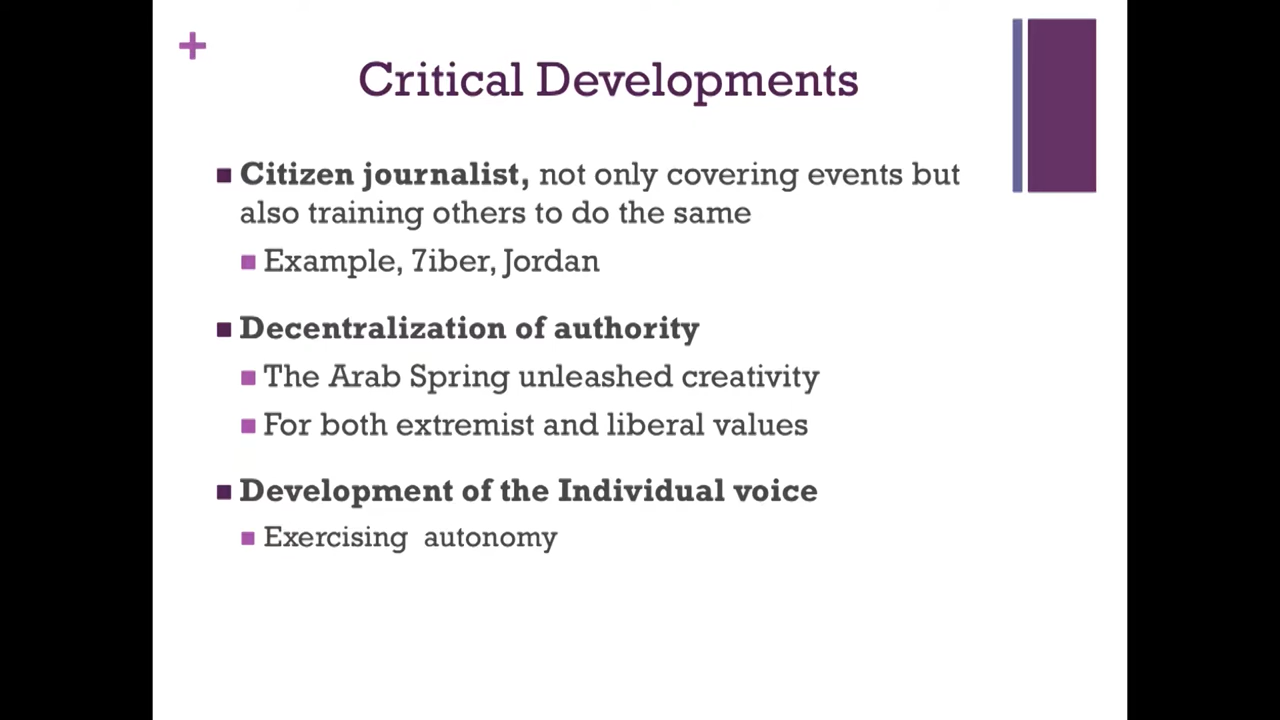 +
Critical Developments
Citizen journalist, not only covering events but
also training others to do the same
Example, 7iber, Jordan
Decentralization of authority
The Arab Spring unleashed creativity
For both extremist and liberal values
Development of the Individual voice
Exercising  autonomy